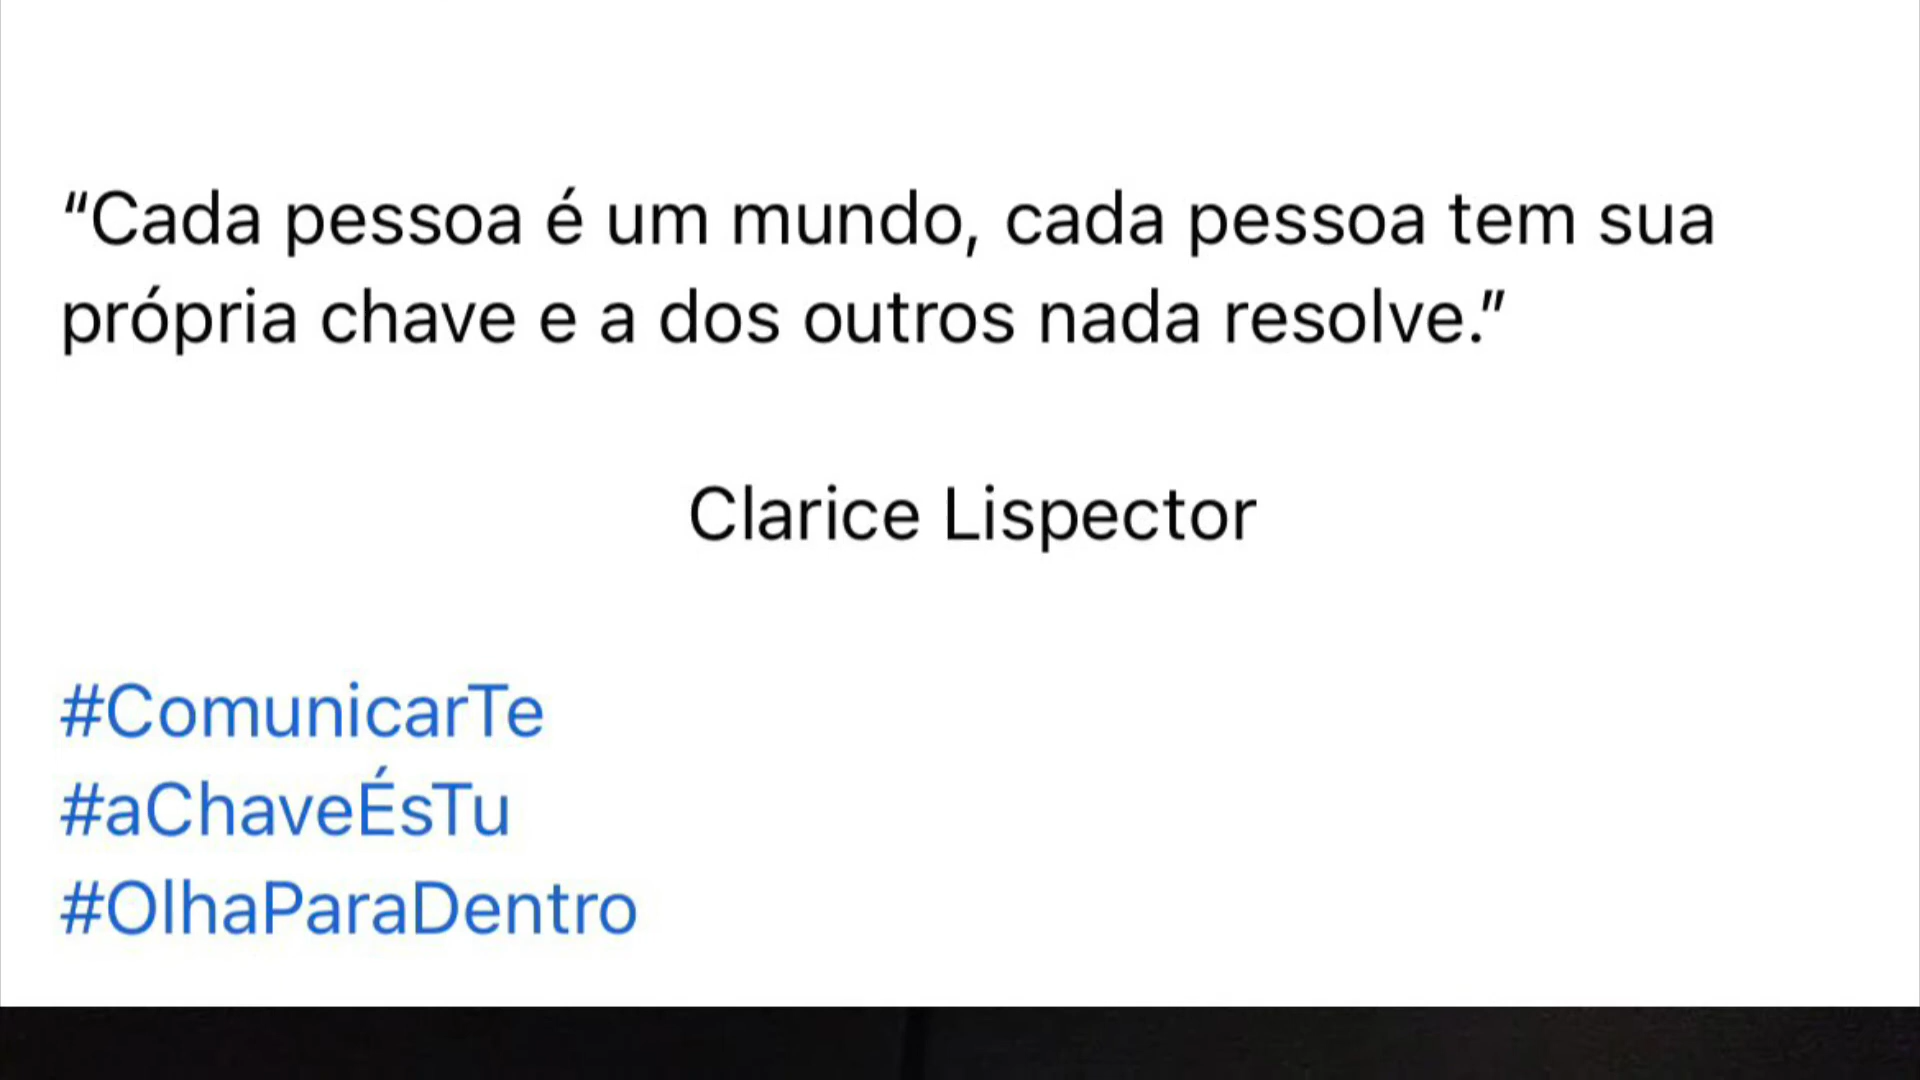 “Cada pessoa é um mundo, cada pessoa tem sua
própria chave e a dos outros nada resolve.”
Clarice Lispector
#ComunicarTe
#aChaveÉsTu
#OlhaParaDentro